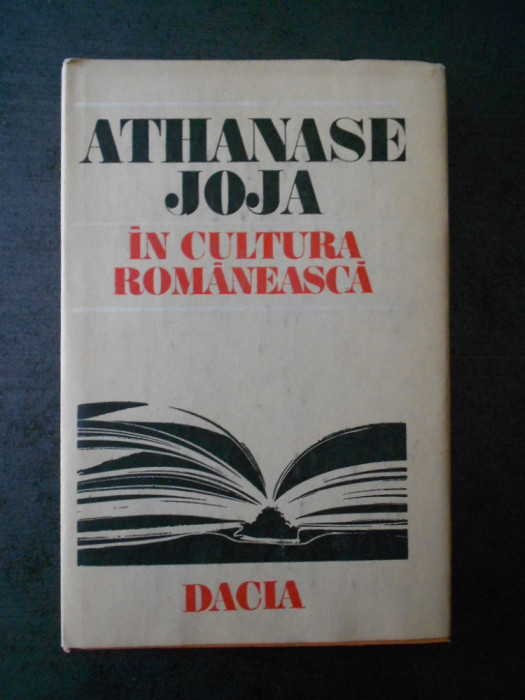 ATHANASE
JOJA
ÎN CULTURA
ROMÂNEASCĂ
DACIA